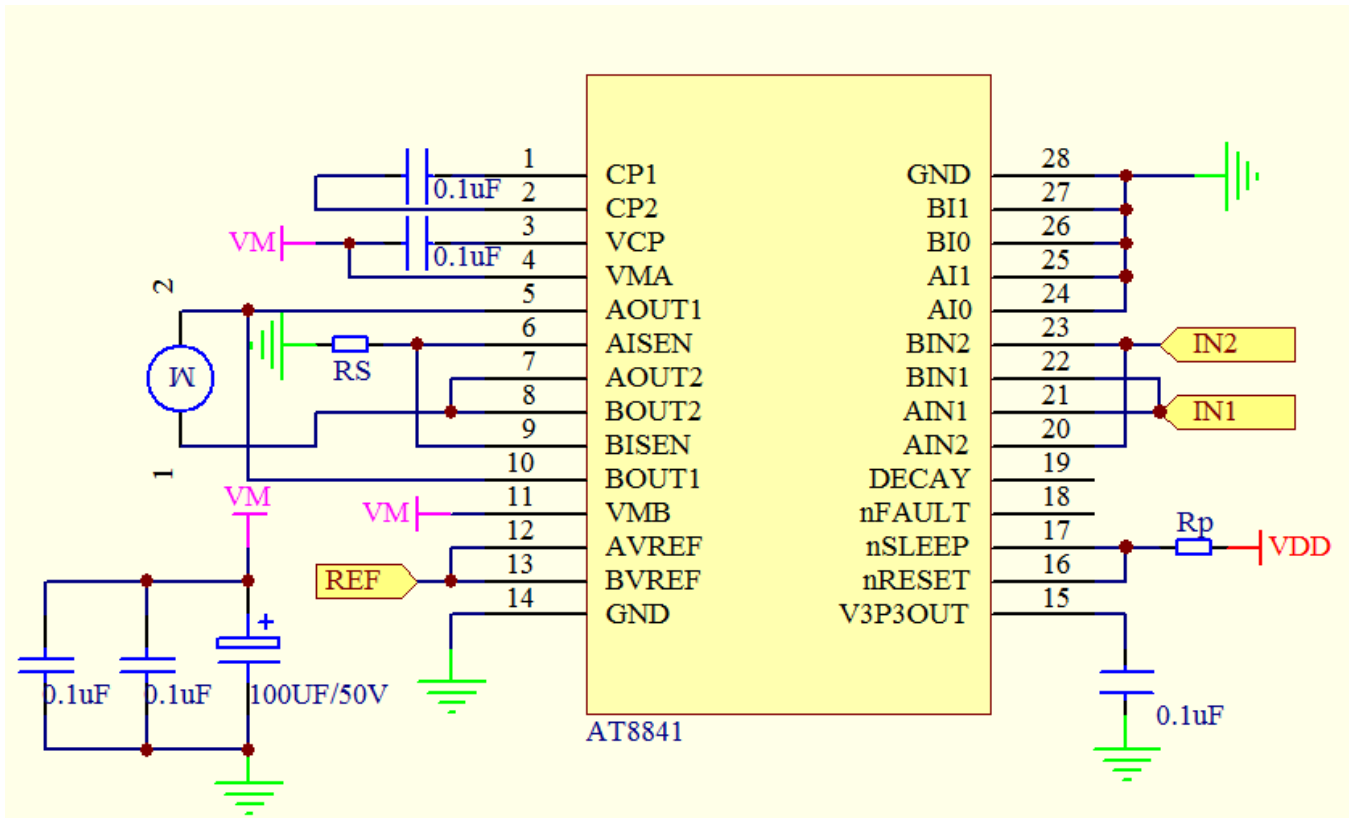 1 CP1 GND 28
0.1uF
2 CP2 BI1 27
VM 3 VCP BI0 26
0.1uF
4 VMA AI1 25
2 5 AOUT1 AI0 24
6 AISEN BIN2 23 IN2
RS
M 7 AOUT2 BIN1 22
8 BOUT2 AIN1 21 IN1
9 BISEN AIN2 20
1 10 BOUT1 DECAY 19
VM
VM 11 VMB nFAULT 18
12 AVREF nSLEEP 17 Rp VDD
REF 13 BVREF nRESET 16
14 GND V3P3OUT 15
+
0.1uF 0.1uF 100UF/50V
0.1uF
AT8841